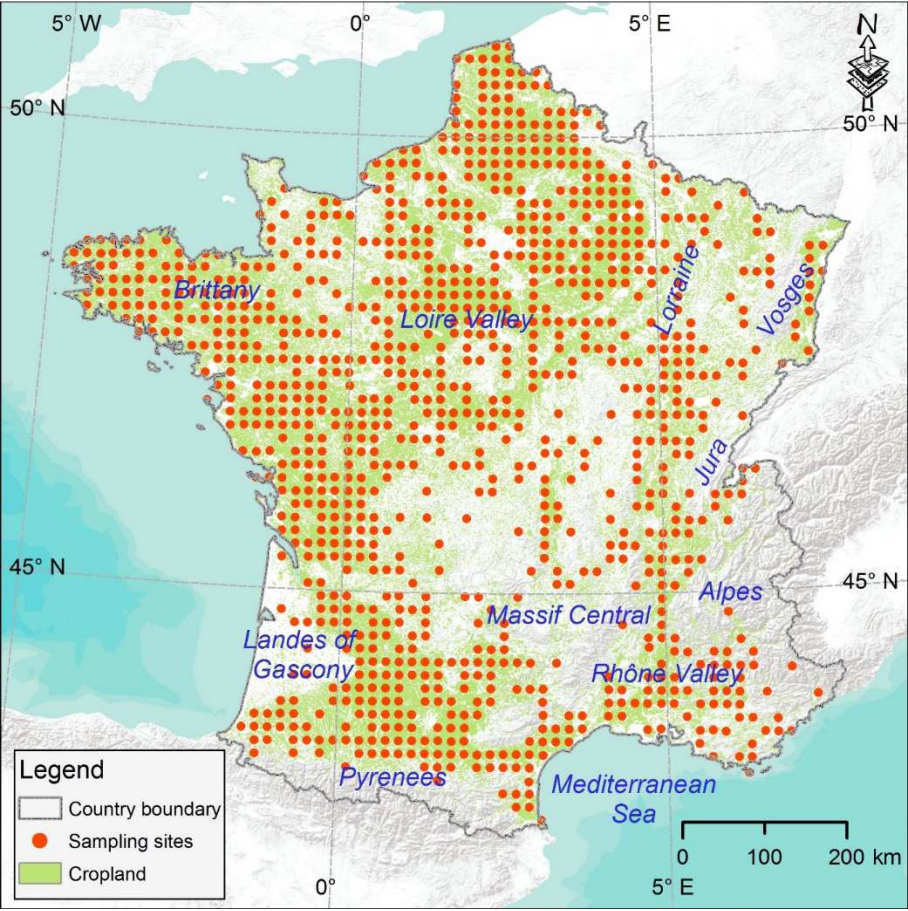 5° W
0°
5° E
N
50° N
50° N
Brittany
Loire Valley
Lorraine
Vosges
Jura
45° N
45° N
Alpes
Massif Central
Landes of
Gascony
Rhône Valley
Pyrenees
Mediterranean
Sea
Legend
Country boundary
Sampling sites
Cropland
0 100 200 km
0°
5° E